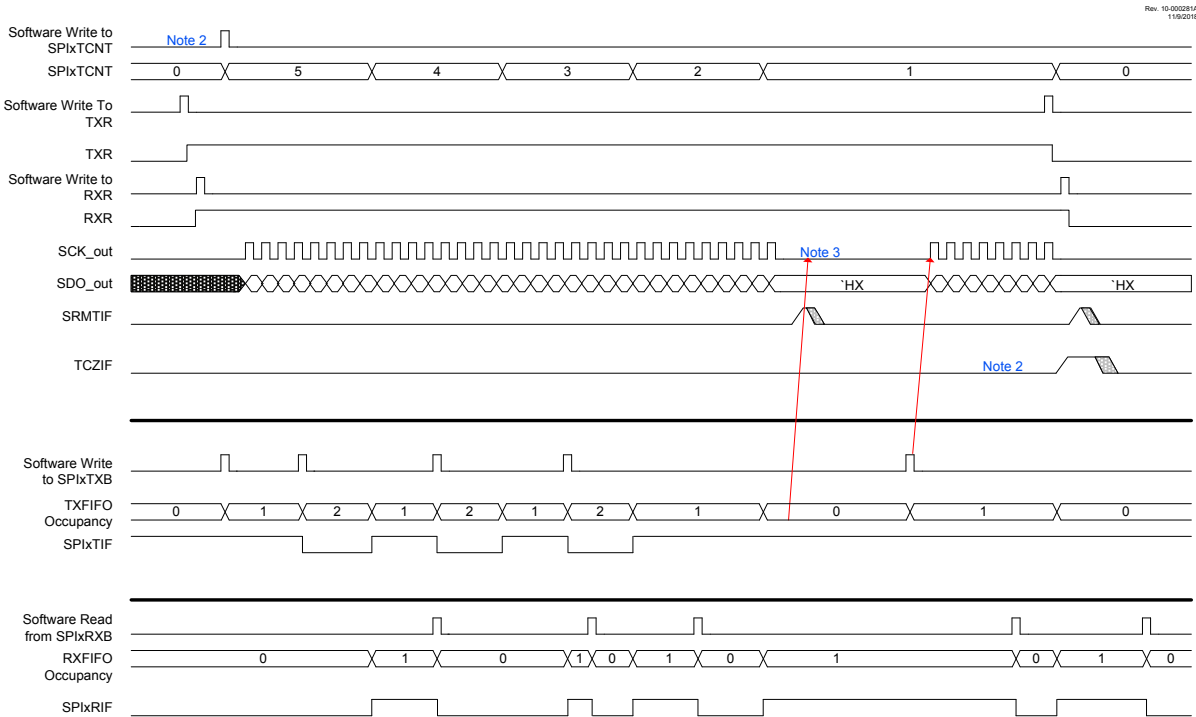 Rev. 10-000281A
11/9/2018
Software Write to
SPIxTCNT
Note 2
SPIxTCNT
0 5 4 3 2 1 0
Software Write To
TXR
TXR
Software Write to
RXR
RXR
SCK_out
Note 3
SDO_out
`HX `HX
SRMTIF
TCZIF
Note 2
Software Write
to SPIxTXB
TXFIFO
Occupancy
0 1 2 1 2 1 2 1 0 1 0
SPIxTIF
Software Read
from SPIxRXB
RXFIFO
Occupancy
0 1 0 1 0 1 0 1 0 1 0
SPIxRIF